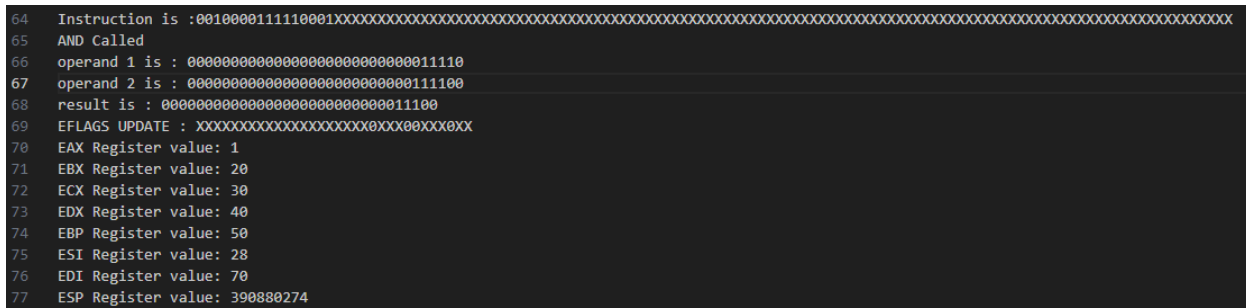 64 Instruction is :0010000111110001XXXXXXXXXXXXXXXXXXXXXXXXXXXXXXXXXXXXXXXXXXXXXXXXXXXXXXXXXXXXXXXXXXXXXXXXXXXXXXXXXXXXXXXXXXXXXXXXXXXXXXXX
65 AND Called
66 operand 1 is : 00000000000000000000000000011110
67 operand 2 is : 00000000000000000000000000111100
68 result is : 00000000000000000000000000011100
69 EFLAGS UPDATE : XXXXXXXXXXXXXXXXXXXX0XXX00XXX0XX
70 EAX Register value: 1
71 EBX Register value: 20
72 ECX Register value: 30
73 EDX Register value: 40
74 EBP Register value: 50
75 ESI Register value: 28
76 EDI Register value: 70
77 ESP Register value: 390880274